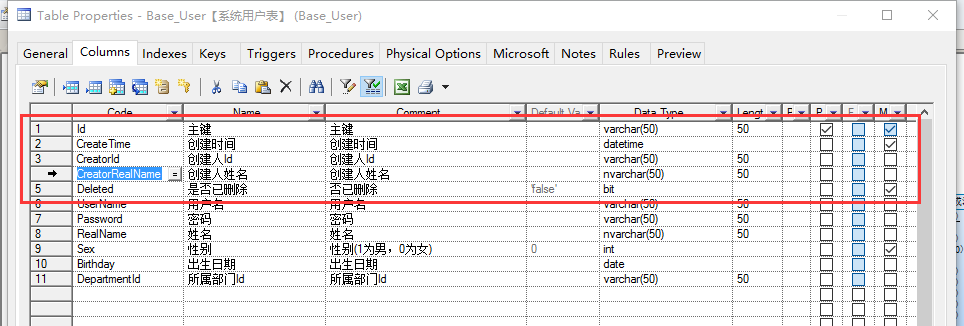 Table Properties - Base_User【系统用户表】 (Base_User)
General Columns Indexes Keys Triggers Procedures Physical Options Microsoft Notes Rules Preview
Code Name Comment Default Va Data Type Lengt P P F M
1 Id 主键 主键 varchar(50) 50
2 CreateTime 创建时间 创建时间 datetime
3 CreatorId 创建人Id 创建人Id varchar(50) 50
CreatorRealName = 创建人姓名 创建人姓名 nvarchar(50) 50
5 Deleted 是否已删除 否已删除 'false' bit
6 UserName 用户名 用户名 varchar(50) 50
7 Password 密码 密码 varchar(50) 50
8 RealName 姓名 姓名 nvarchar(50) 50
9 Sex 性别 性别(1为男，0为女) 0 int
10 Birthday 出生日期 出生日期 date
11 DepartmentId 所属部门Id 所属部门Id varchar(50) 50